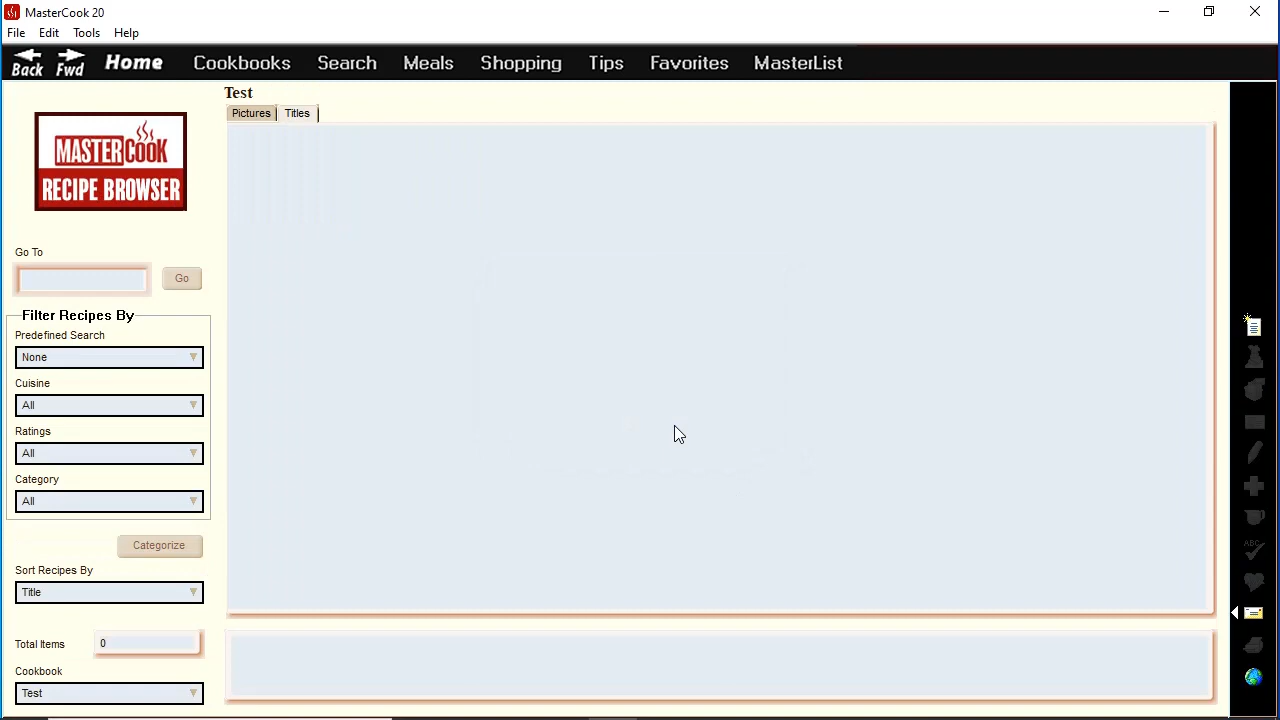 MasterCook 20
File Edit Tools Help
Back Fwd Home Cookbooks Search Meals Shopping Tips Favorites MasterList
Test
Pictures Titles
MASTERCOOK
RECIPE BROWSER
Go To
Go
Filter Recipes By
Predefined Search
None
Cuisine
All
Ratings
All
Category
All
Categorize
Sort Recipes By
Title
Total Items 0
Cookbook
Test
ABC